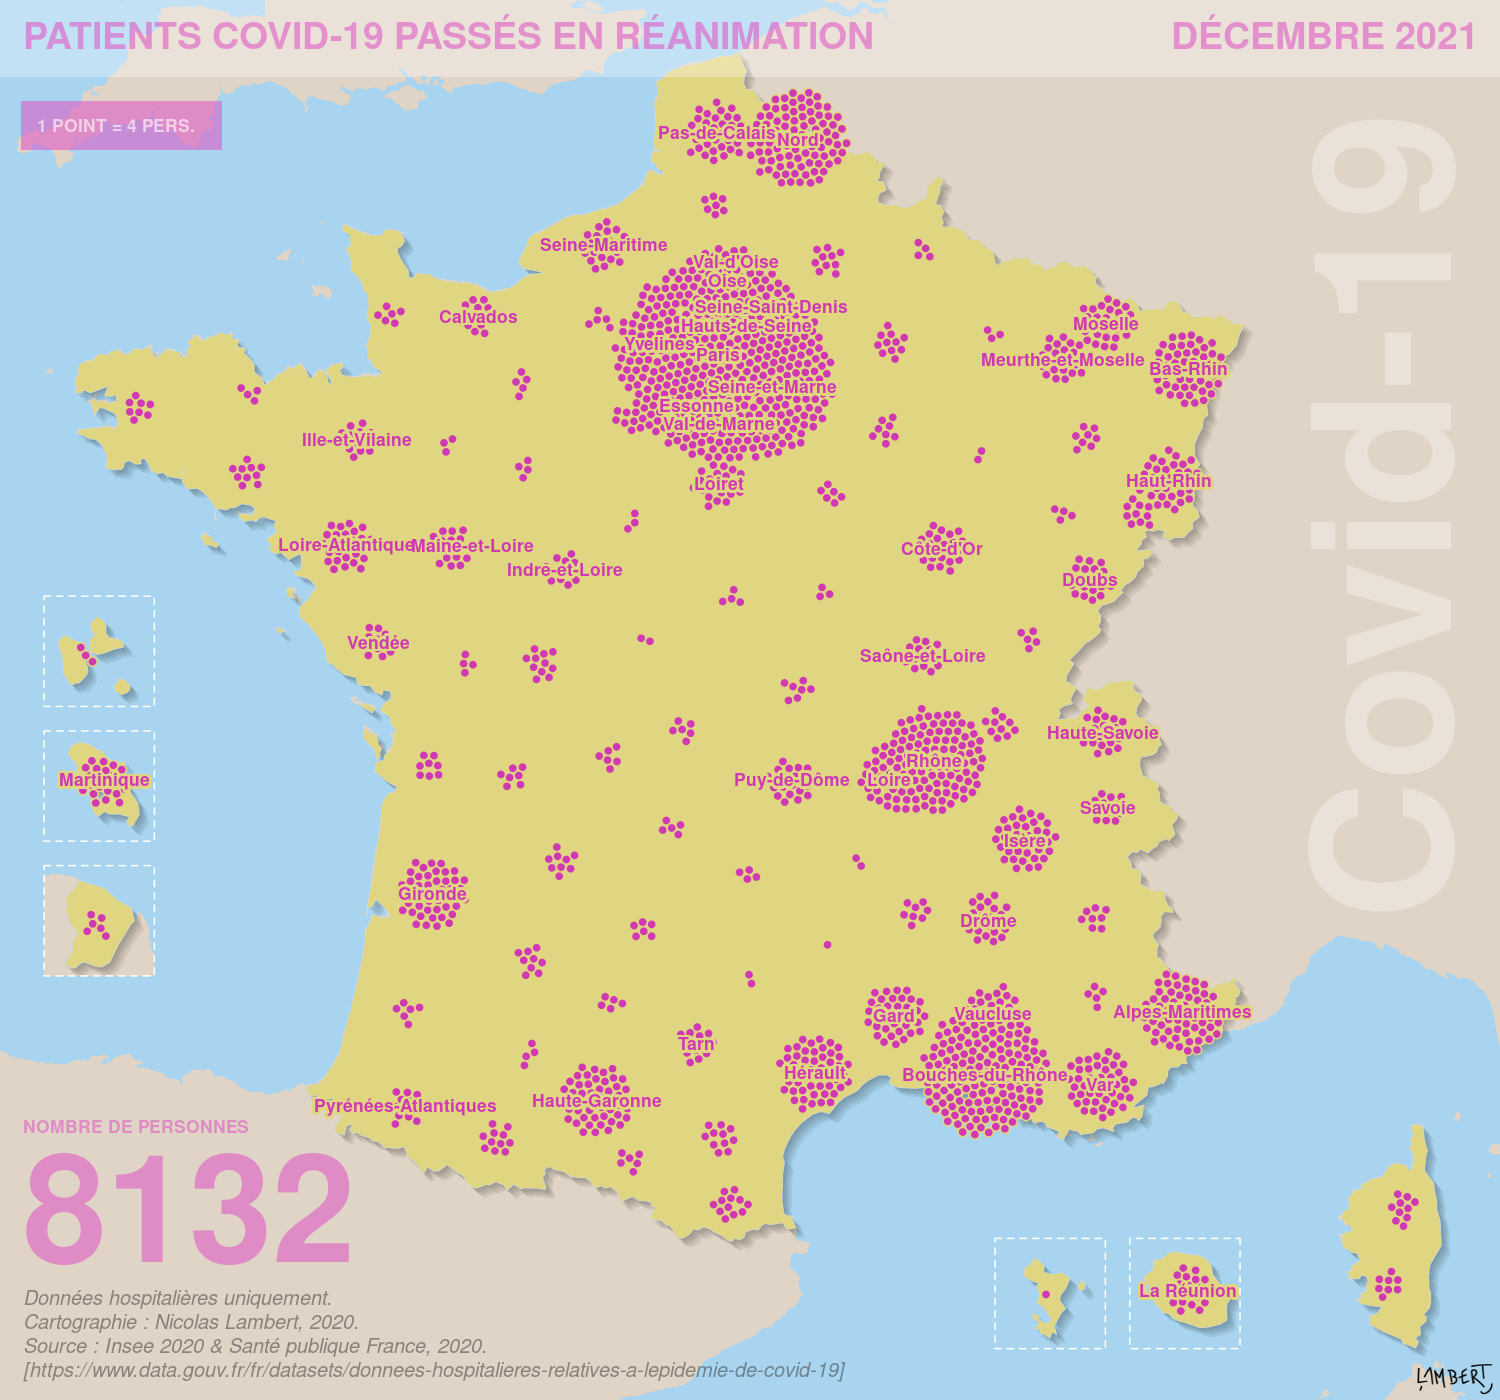 PATIENTS COVID-19 PASSÉS EN RÉANIMATION
DÉCEMBRE 2021
1 POINT = 4 PERS.
Covid-19
Pas-de-Calais
Nord
Seine-Maritime
Val-d'Oise
Oise
Seine-Saint-Denis
Calvados
Hauts-de-Seine
Moselle
Yvelines
Paris
Meurthe-et-Moselle
Bas-Rhin
Seine-et-Marne
Essonne
Val-de-Marne
Ille-et-Vilaine
Loiret
Haut-Rhin
Loire-Atlantique
Maine-et-Loire
Côte-d'Or
Indre-et-Loire
Doubs
Vendée
Saône-et-Loire
Haute-Savoie
Rhône
Martinique
Puy-de-Dôme
Loire
Savoie
Isère
Gironde
Drôme
Gard
Vaucluse
Alpes-Maritimes
Tarn
Hérault
Bouches-du-Rhône
Var
Haute-Garonne
Pyrénées-Atlantiques
La Réunion
NOMBRE DE PERSONNES
8132
Données hospitalières uniquement.
Cartographie : Nicolas Lambert, 2020.
Source : Insee 2020 & Santé publique France, 2020.
[https://www.data.gouv.fr/fr/datasets/donnees-hospitalieres-relatives-a-lepidemie-de-covid-19]
LAMBERT